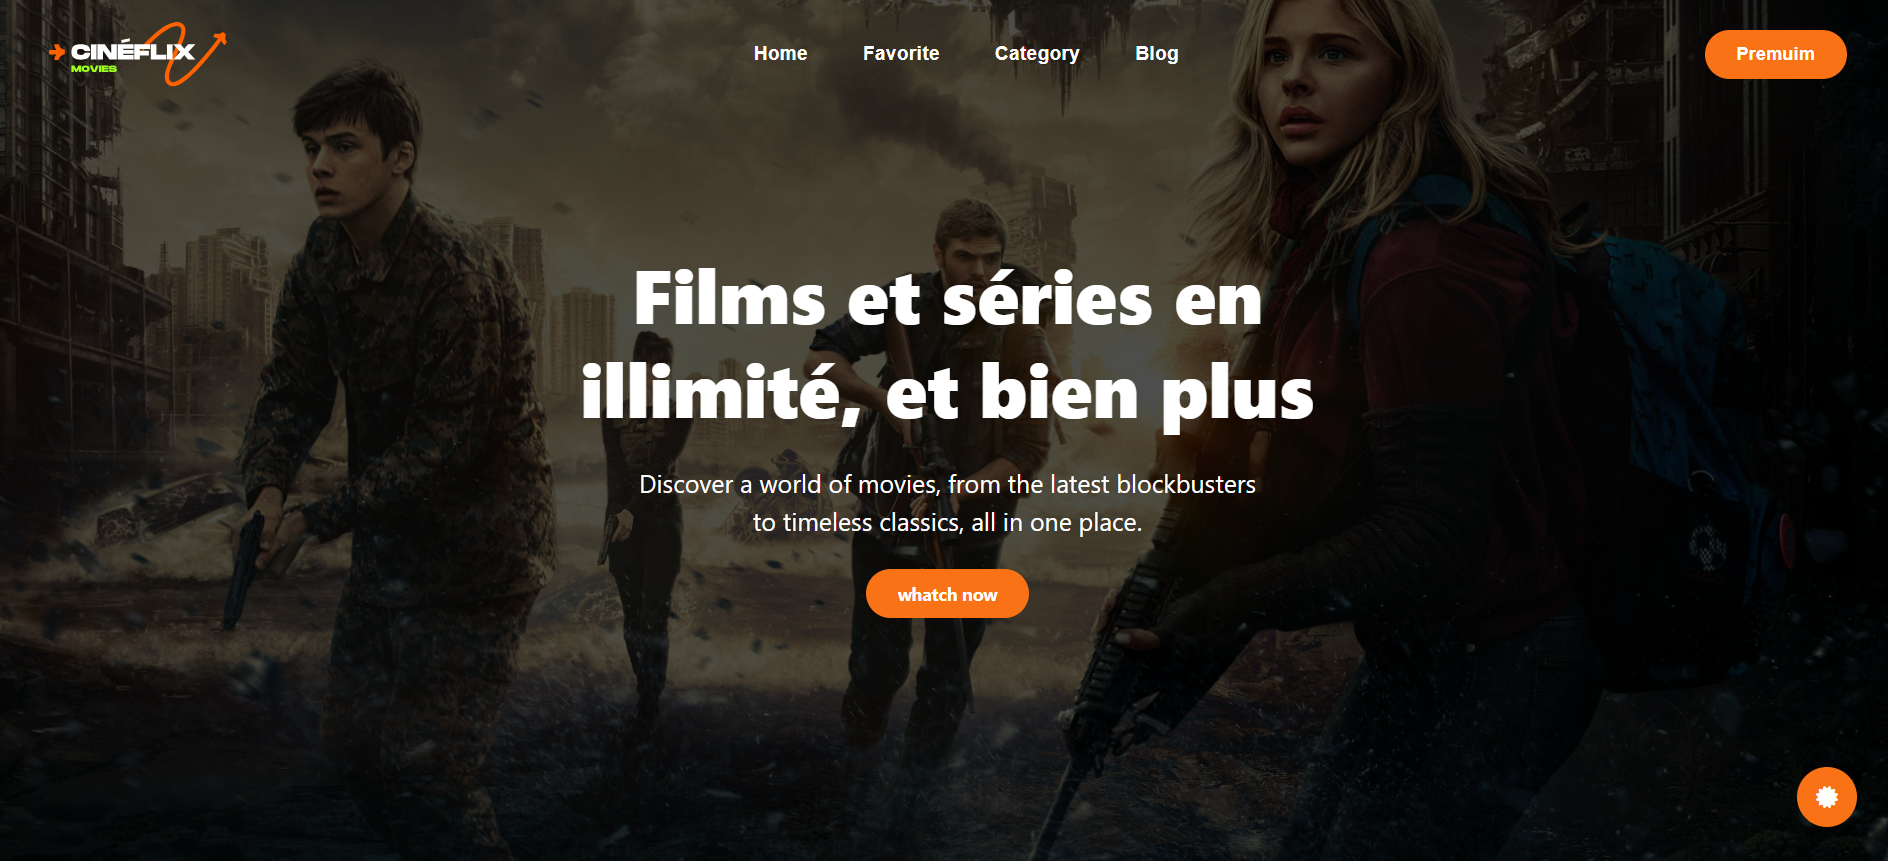 CINÉFLIX
MOVIES
Home Favorite Category Blog
Premuim
Films et séries en
illimité, et bien plus
Discover a world of movies, from the latest blockbusters
to timeless classics, all in one place.
whatch now